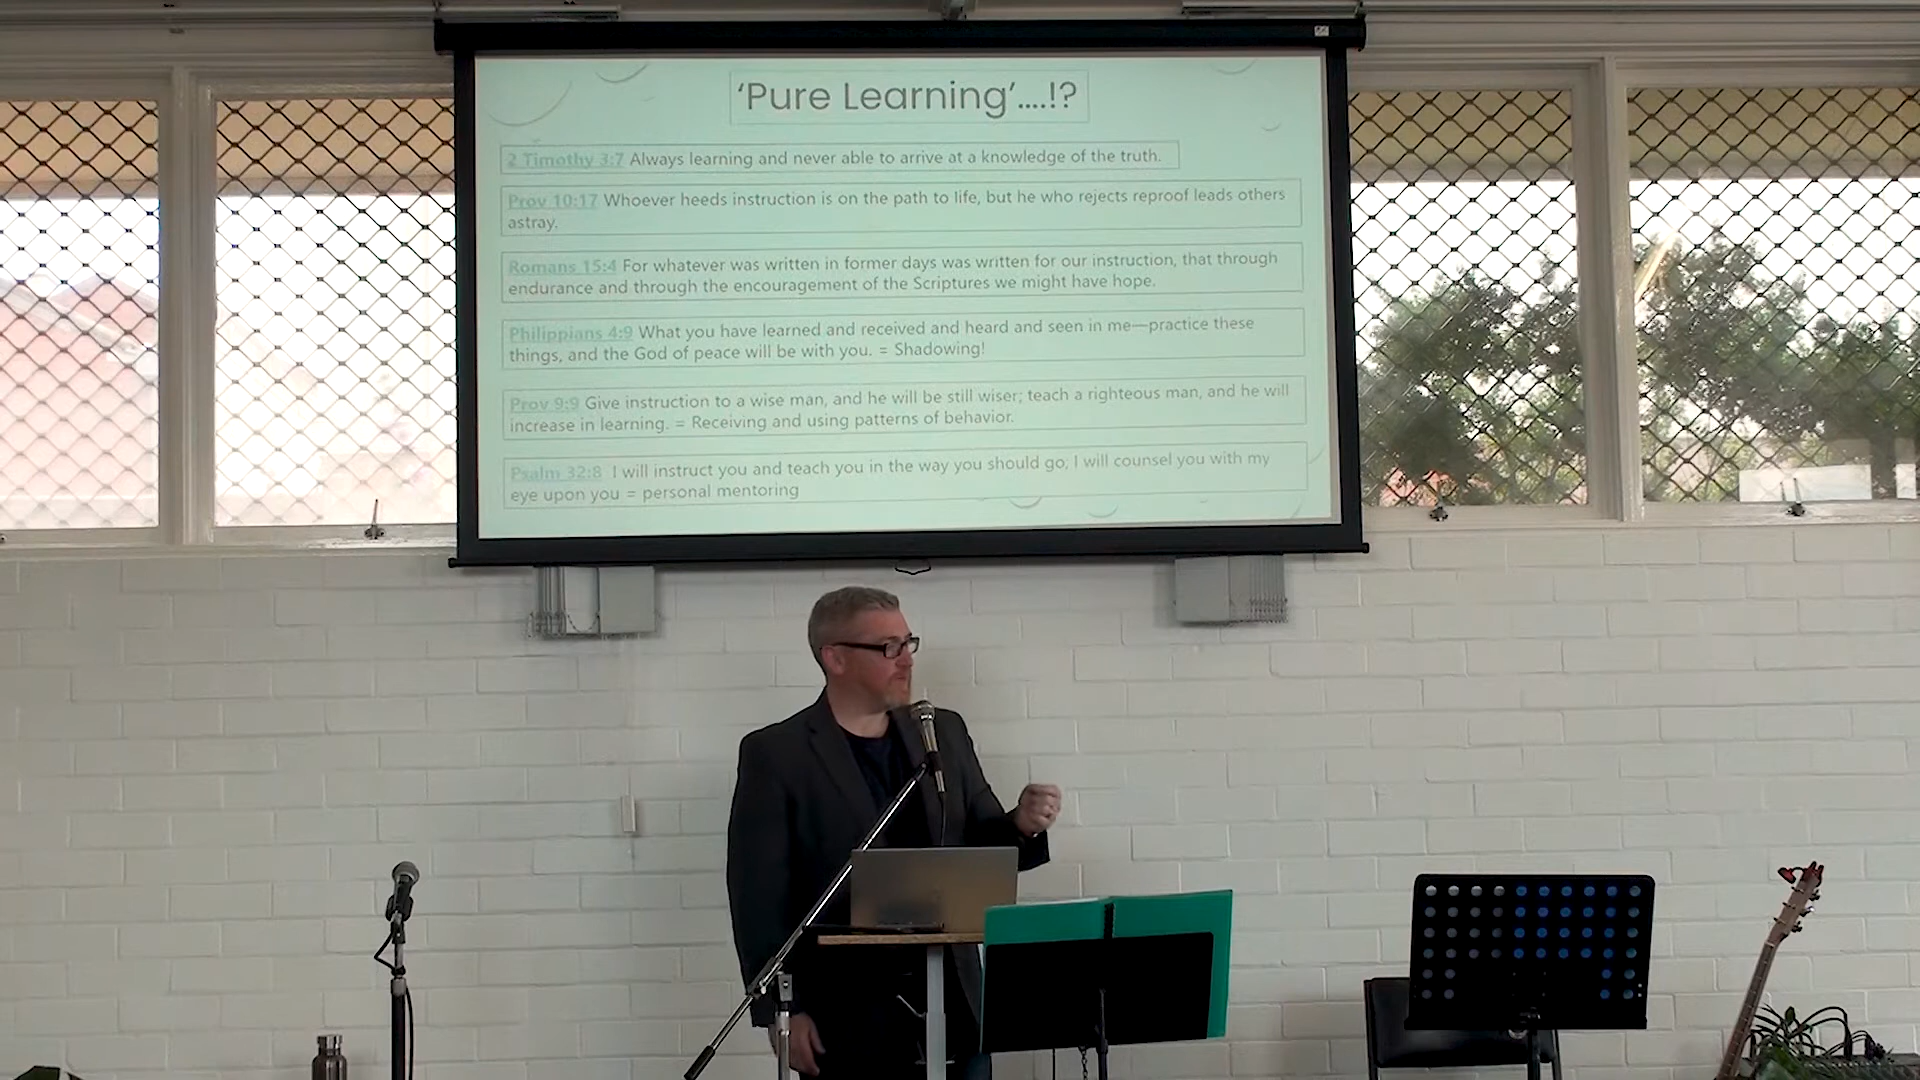 ‘Pure Learning’....!?
2 Timothy 3:7 Always learning and never able to arrive at a knowledge of the truth.
Prov 10:17 Whoever heeds instruction is on the path to life, but he who rejects reproof leads others
astray.
Romans 15:4 For whatever was written in former days was written for our instruction, that through
endurance and through the encouragement of the Scriptures we might have hope.
Philippians 4:9 What you have learned and received and heard and seen in me—practice these
things, and the God of peace will be with you. = Shadowing!
Prov 9:9 Give instruction to a wise man, and he will be still wiser; teach a righteous man, and he will
increase in learning. = Receiving and using patterns of behavior.
Psalm 32:8 I will instruct you and teach you in the way you should go; I will counsel you with my
eye upon you = personal mentoring